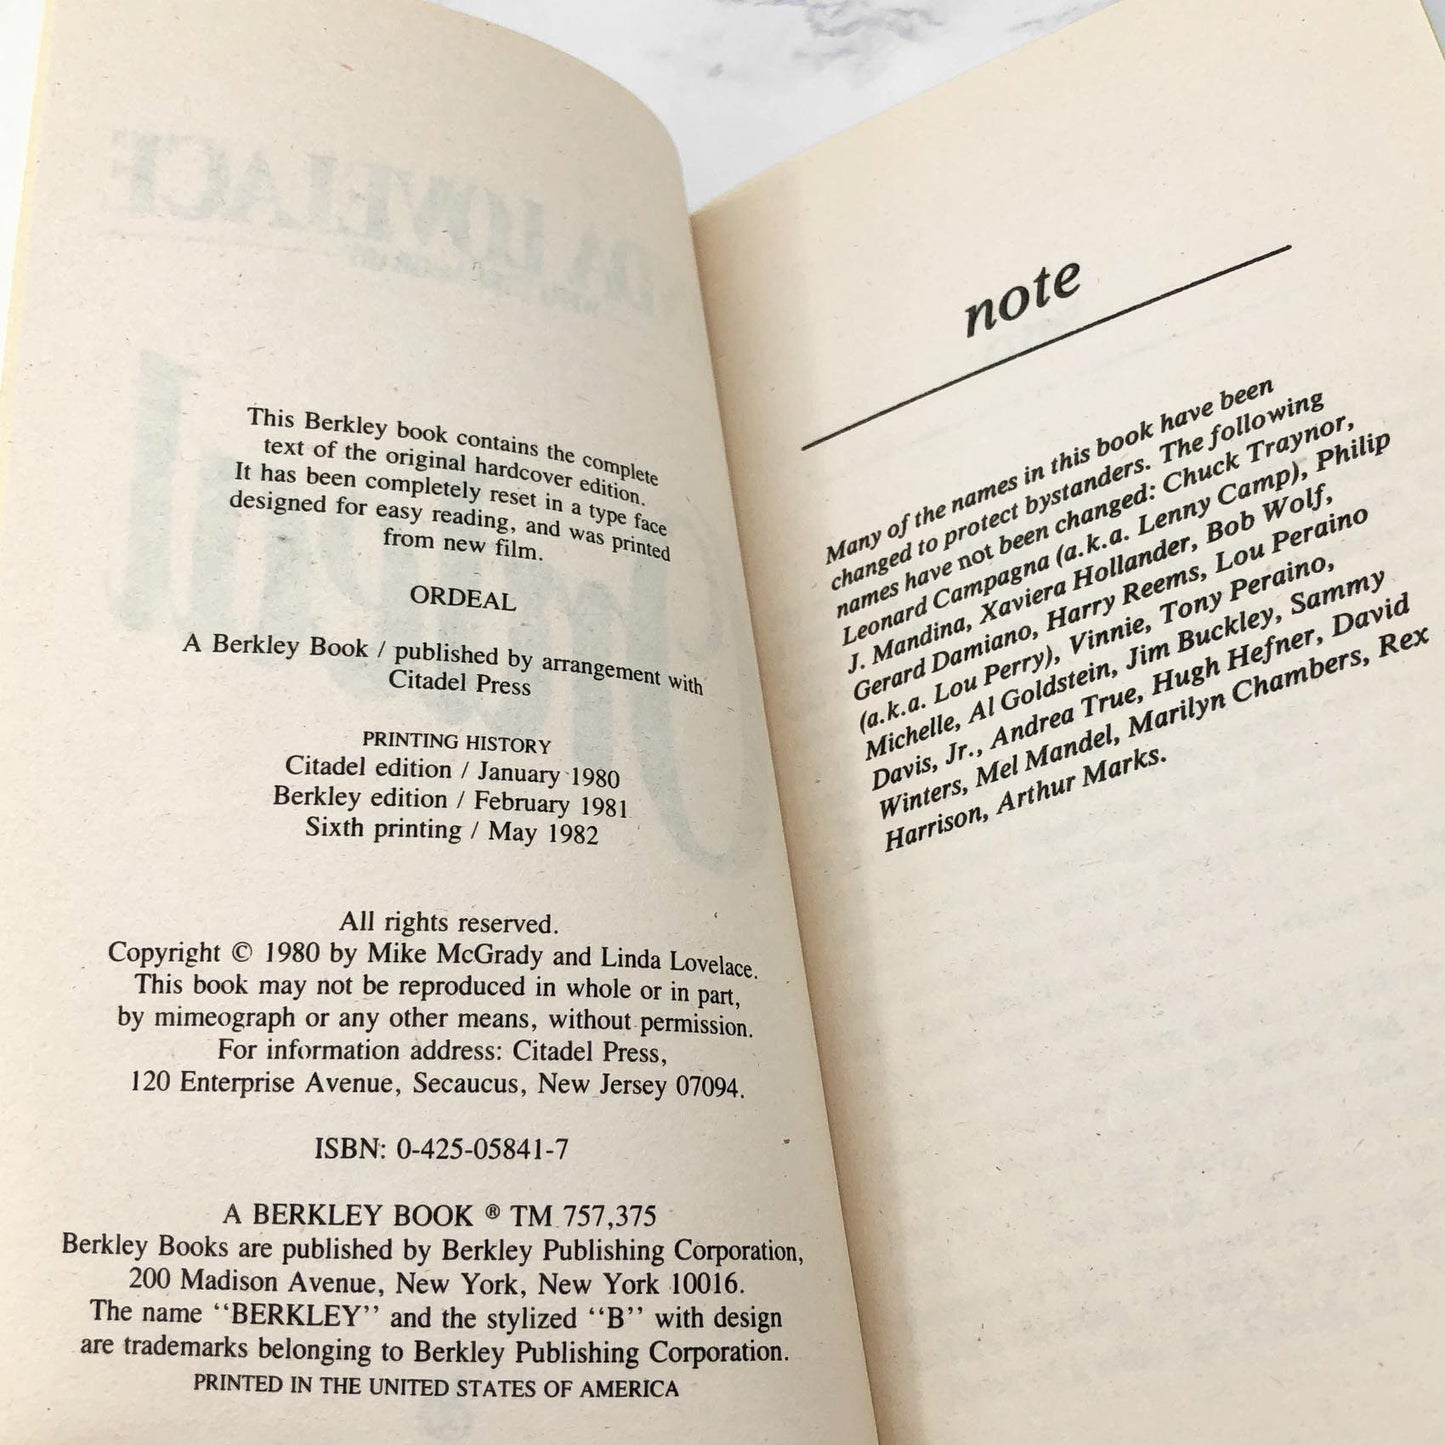 This Berkley book contains the complete
text of the original hardcover edition.
It has been completely reset in a type face
designed for easy reading, and was printed
from new film.
ORDEAL
A Berkley Book / published by arrangement with
Citadel Press
PRINTING HISTORY
Citadel edition / January 1980
Berkley edition / February 1981
Sixth printing / May 1982
All rights reserved.
Copyright © 1980 by Mike McGrady and Linda Lovelace.
This book may not be reproduced in whole or in part,
by mimeograph or any other means, without permission.
For information address: Citadel Press,
120 Enterprise Avenue, Secaucus, New Jersey 07094.
ISBN: 0-425-05841-7
A BERKLEY BOOK ® TM 757,375
Berkley Books are published by Berkley Publishing Corporation,
200 Madison Avenue, New York, New York 10016.
The name "BERKLEY" and the stylized "B" with design
are trademarks belonging to Berkley Publishing Corporation.
PRINTED IN THE UNITED STATES OF AMERICA
note
Many of the names in this book have been
changed to protect bystanders. The following
names have not been changed: Chuck Traynor,
Leonard Campagna (a.k.a. Lenny Camp), Philip
J. Mandina, Xaviera Hollander, Bob Wolf,
Gerard Damiano, Harry Reems, Lou Peraino
(a.k.a. Lou Perry), Vinnie, Tony Peraino,
Michelle, Al Goldstein, Jim Buckley, Sammy
Davis, Jr., Andrea True, Hugh Hefner, David
Winters, Mel Mandel, Marilyn Chambers, Rex
Harrison, Arthur Marks.